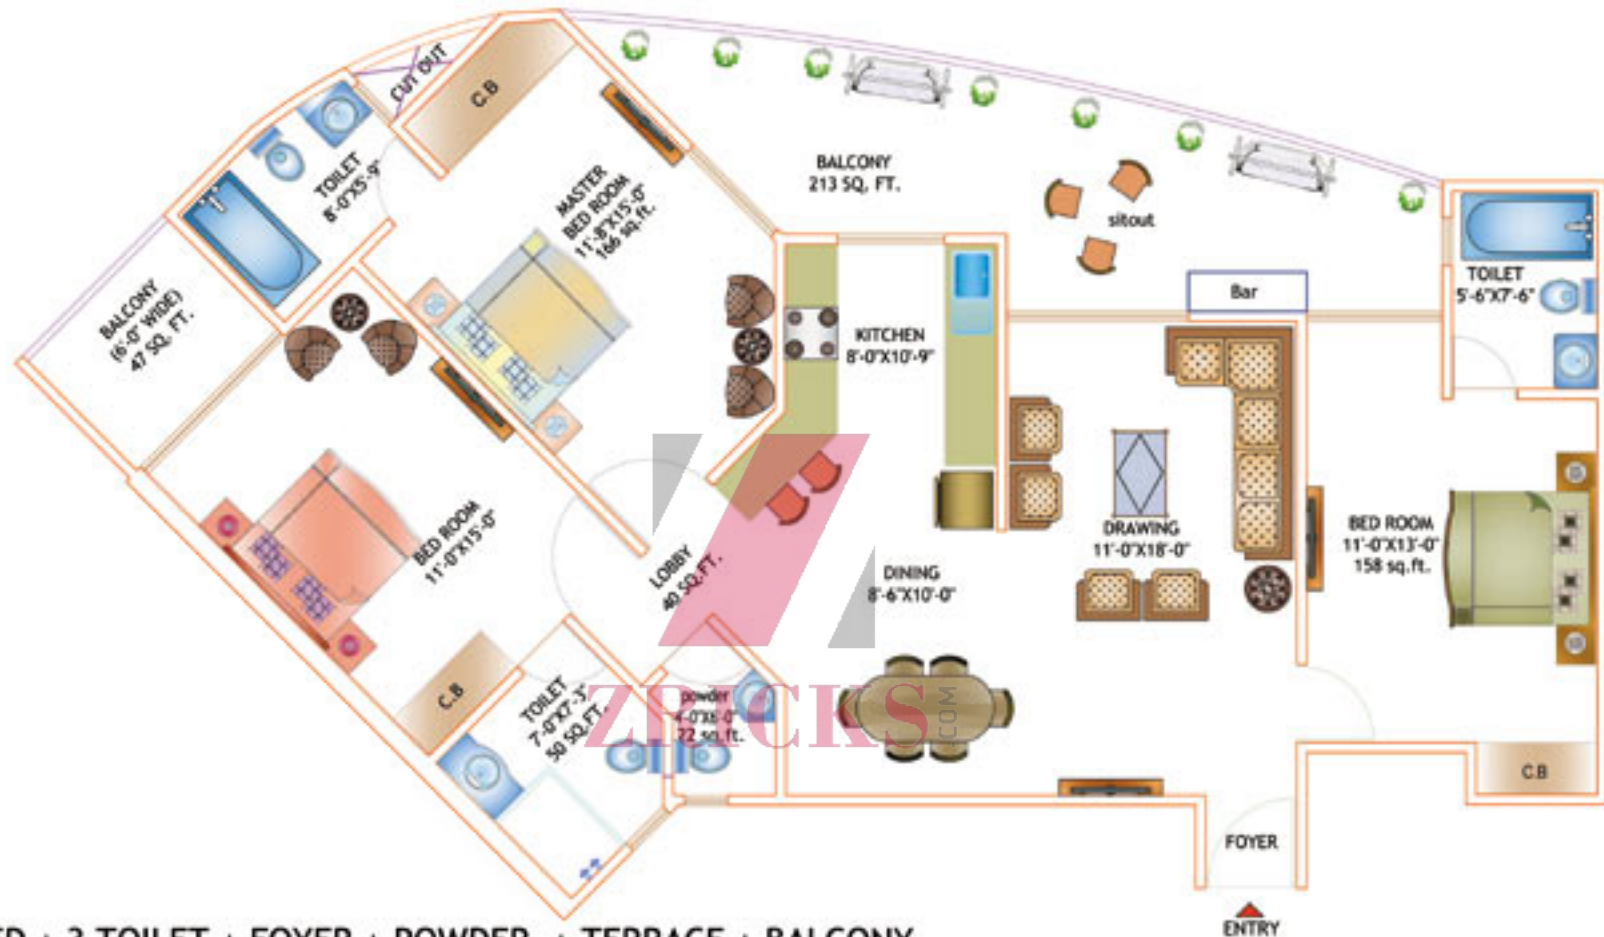 CUT OUT
C.B
TOILET
8'-0"X5'-9"
MASTER
BED ROOM
11'-8"X15'-0"
166 sq.ft.
BALCONY
213 SQ. FT.
sitout
Bar
TOILET
5'-6"X7'-6"
BALCONY
(6'-0" WIDE)
47 SQ. FT.
KITCHEN
8'-0"X10'-9"
BED ROOM
11'-0"X15'-0"
LOBBY
40 SQ.FT.
DINING
8'-6"X10'-0"
DRAWING
11'-0"X18'-0"
BED ROOM
11'-0"X13'-0"
158 sq.ft.
C.B
TOILET
7'-0"X7'-3"
50 SQ.FT.
powder
4'-0"X6'-0"
22 sq.ft.
ZRICKS
.COM
C.B
FOYER
ENTRY
3 TOILET + FOYER + POWDER + TERRACE + BALCONY